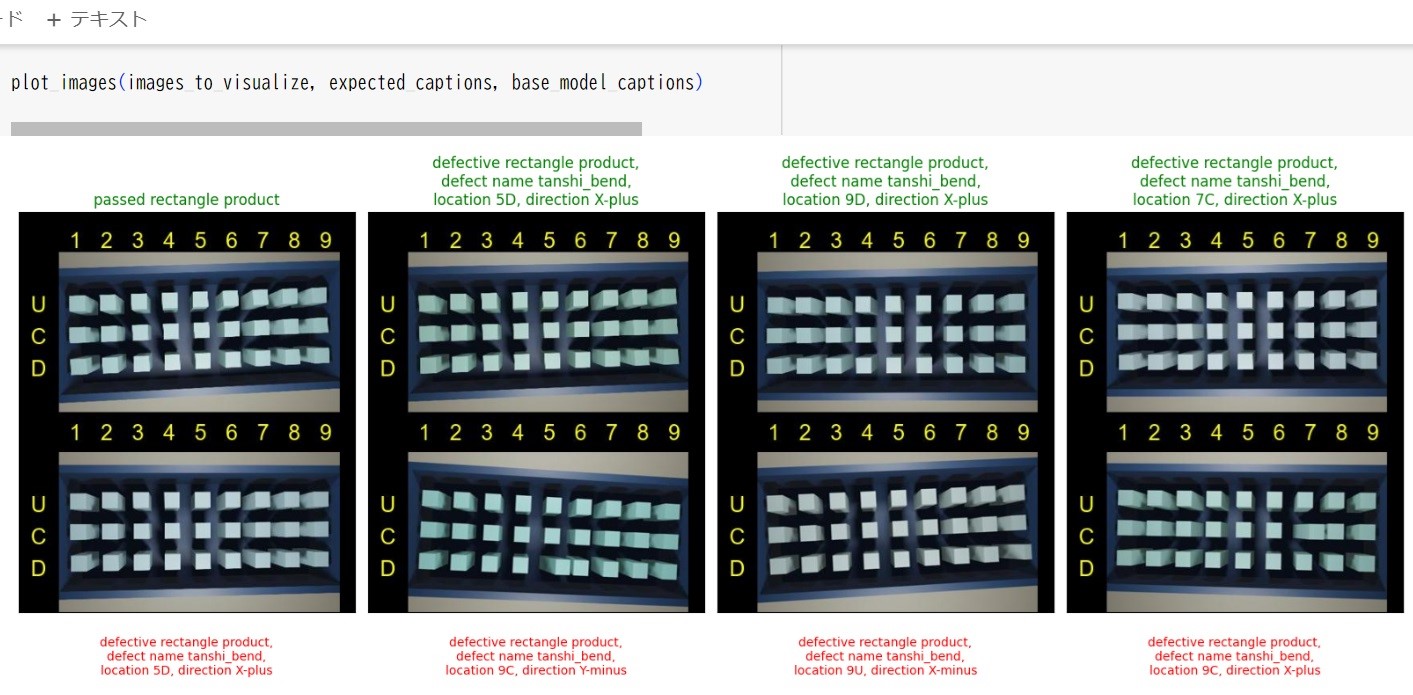 ード + テキスト
plot_images(images_to_visualize, expected_captions, base_model_captions)
passed rectangle product
defective rectangle product,
defect name tanshi_bend,
location 5D, direction X-plus
defective rectangle product,
defect name tanshi_bend,
location 9D, direction X-plus
defective rectangle product,
defect name tanshi_bend,
location 7C, direction X-plus
1 2 3 4 5 6 7 8 9
U
C
D
1 2 3 4 5 6 7 8 9
U
C
D
1 2 3 4 5 6 7 8 9
U
C
D
1 2 3 4 5 6 7 8 9
U
C
D
1 2 3 4 5 6 7 8 9
U
C
D
1 2 3 4 5 6 7 8 9
U
C
D
1 2 3 4 5 6 7 8 9
U
C
D
1 2 3 4 5 6 7 8 9
U
C
D
defective rectangle product,
defect name tanshi_bend,
location 5D, direction X-plus
defective rectangle product,
defect name tanshi_bend,
location 9C, direction Y-minus
defective rectangle product,
defect name tanshi_bend,
location 9U, direction X-minus
defective rectangle product,
defect name tanshi_bend,
location 9C, direction X-plus